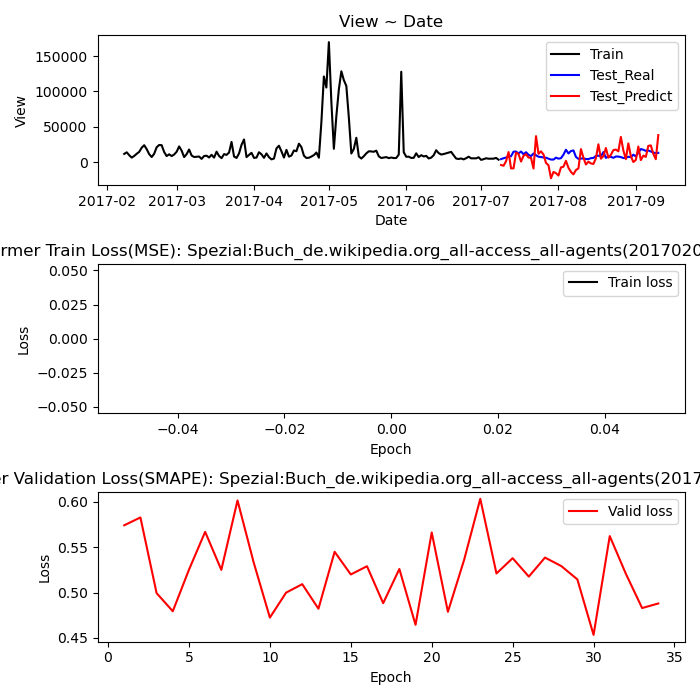 View ~ Date
150000
100000
50000
0
View
Train
Test_Real
Test_Predict
2017-02 2017-03 2017-04 2017-05 2017-06 2017-07 2017-08 2017-09
Date
rmer Train Loss(MSE): Spezial:Buch_de.wikipedia.org_all-access_all-agents(2017020
0.050
0.025
0.000
−0.025
−0.050
Loss
Train loss
−0.04 −0.02 0.00 0.02 0.04
Epoch
er Validation Loss(SMAPE): Spezial:Buch_de.wikipedia.org_all-access_all-agents(2017
0.60
0.55
0.50
0.45
Loss
Valid loss
0 5 10 15 20 25 30 35
Epoch